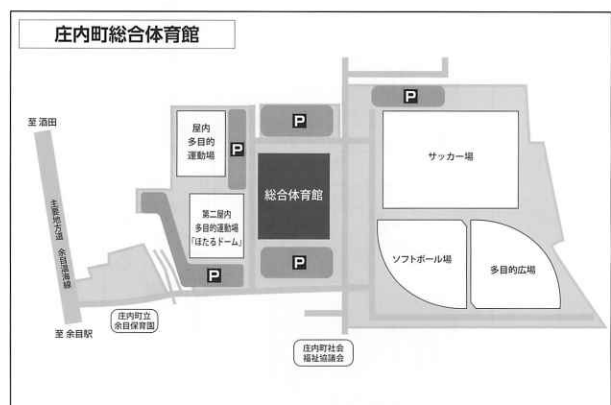 庄内町総合体育館
至 酒田
主要地方道 余目温海線
至 余目駅
屋内
多目的
運動場
P
P
P
サッカー場
総合体育館
第二屋内
多目的運動場
「ほたるドーム」
P
P
ソフトボール場
多目的広場
庄内町立
余目保育園
庄内町社会
福祉協議会